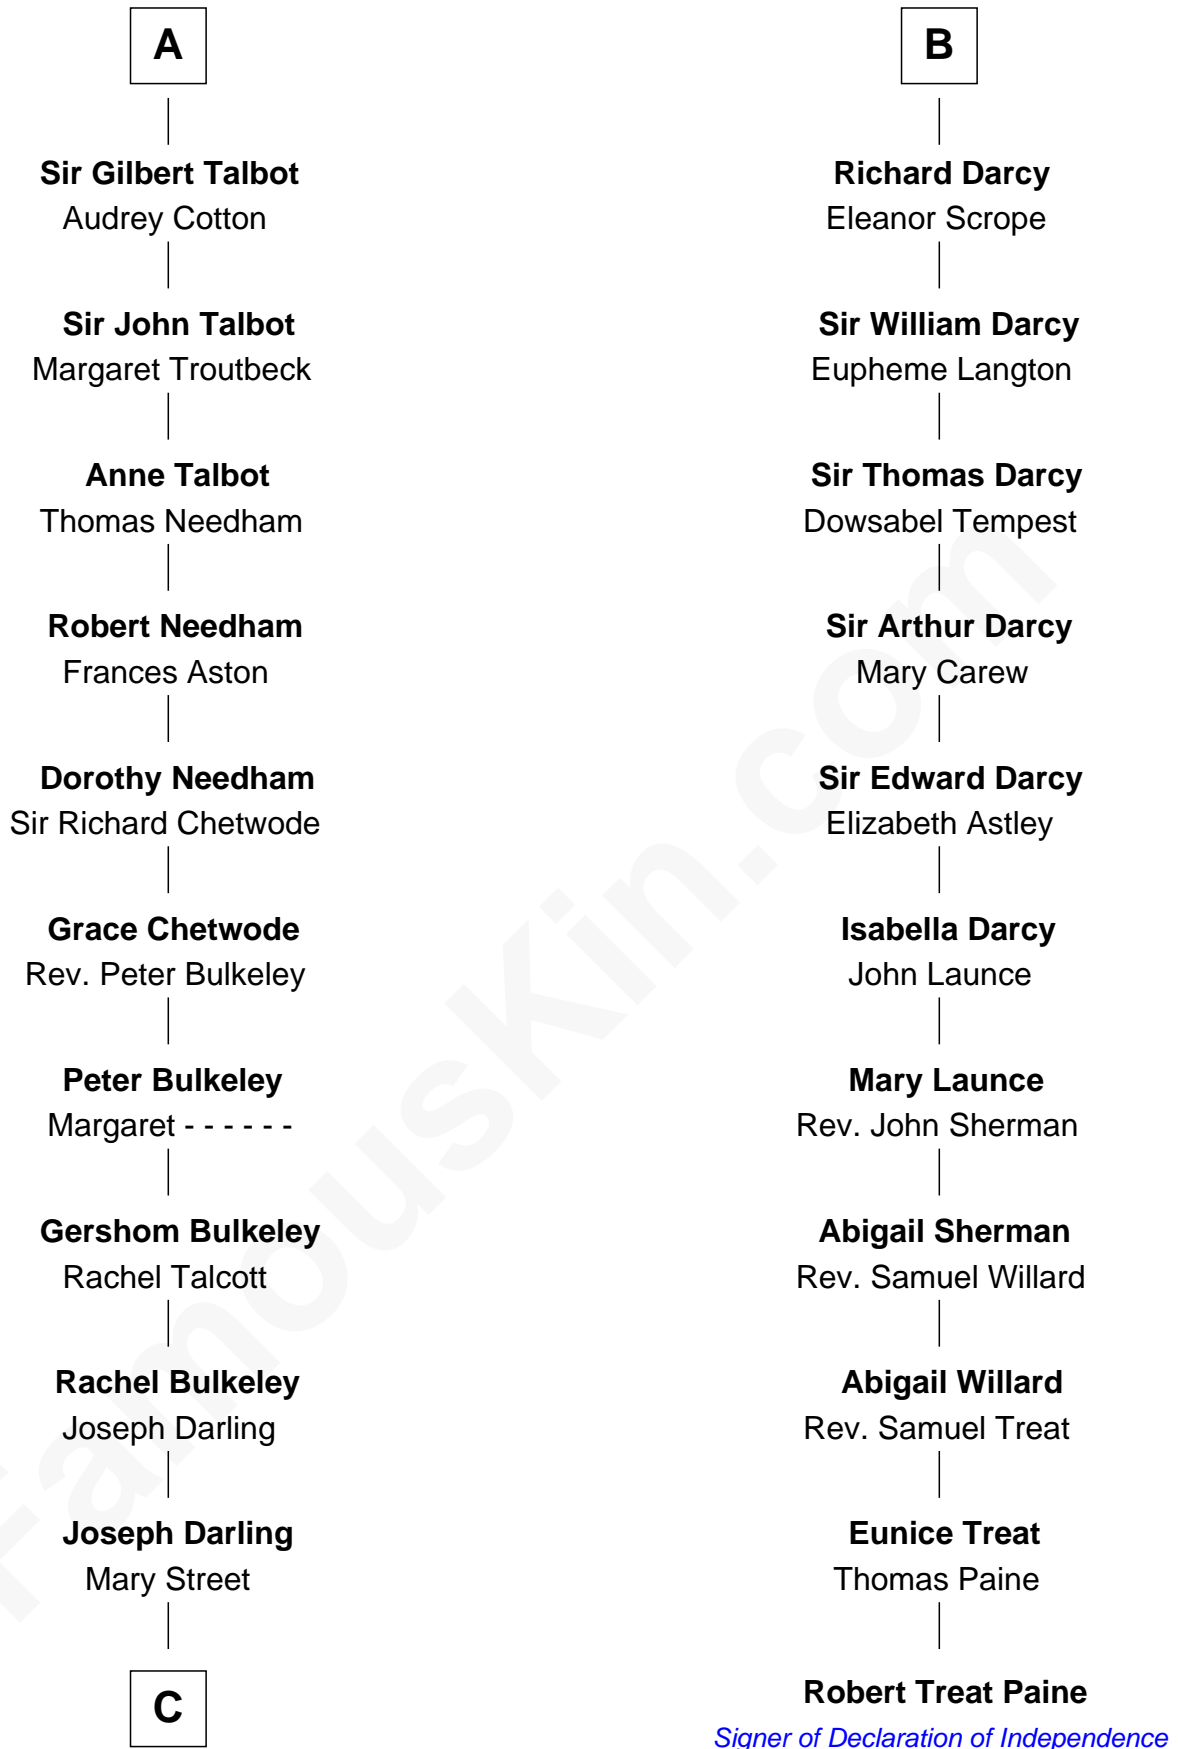 A
Sir Gilbert Talbot
Audrey Cotton
Sir John Talbot
Margaret Troutbeck
Anne Talbot
Thomas Needham
Robert Needham
Frances Aston
Dorothy Needham
Sir Richard Chetwode
Grace Chetwode
Rev. Peter Bulkeley
Peter Bulkeley
Margaret - - - - - -
Gershom Bulkeley
Rachel Talcott
Rachel Bulkeley
Joseph Darling
Joseph Darling
Mary Street
C
B
Richard Darcy
Eleanor Scrope
Sir William Darcy
Eupheme Langton
Sir Thomas Darcy
Dowsabel Tempest
Sir Arthur Darcy
Mary Carew
Sir Edward Darcy
Elizabeth Astley
Isabella Darcy
John Launce
Mary Launce
Rev. John Sherman
Abigail Sherman
Rev. Samuel Willard
Abigail Willard
Rev. Samuel Treat
Eunice Treat
Thomas Paine
Robert Treat Paine
Signer of Declaration of Independence
FamousKin.com